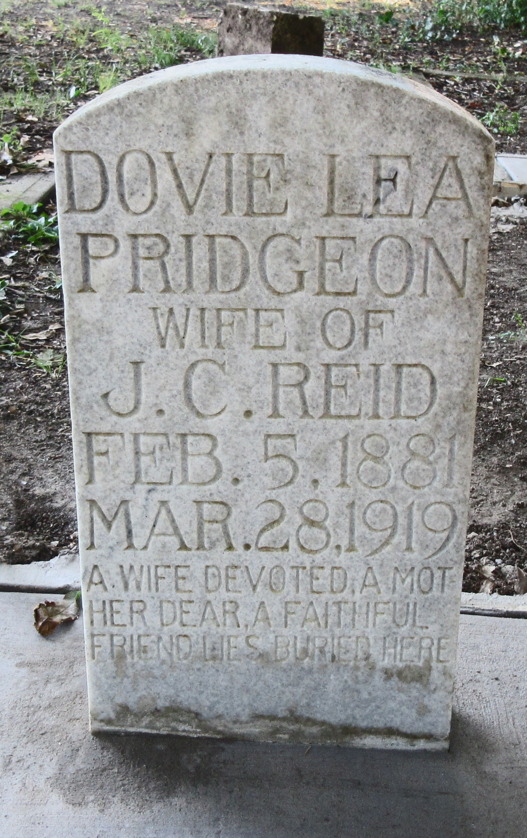 DOVIE LEA
PRIDGEON
WIFE OF
J.C.REID
FEB.5,1881
MAR.28,1919
A.WIFE DEVOTED,A MOT
HER DEAR,A FAITHFUL
FRIEND LIES BURIED HERE